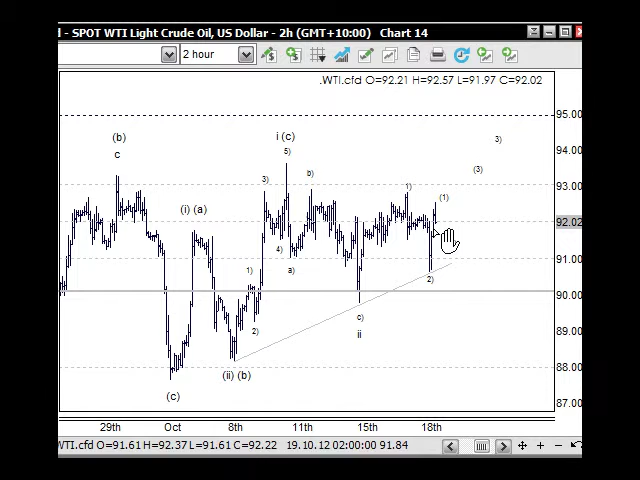 d - SPOT WTI Light Crude Oil, US Dollar - 2h (GMT+10:00) Chart 14
2 hour
.WTI.cfd O=92.21 H=92.57 L=91.97 C=92.02
95.00
3)
(b)
i (c)
94.00
c
5)
(3)
3)
b)
1)
93.00
(1)
(i) (a)
92.02
4)
1)
a)
91.00
2)
90.00
c)
2)
ii
89.00
88.00
(ii) (b)
(c)
87.00
29th Oct 8th 11th 15th 18th
WTI.cfd O=91.61 H=92.37 L=91.61 C=92.22 19.10.12 02:00:00 91.84